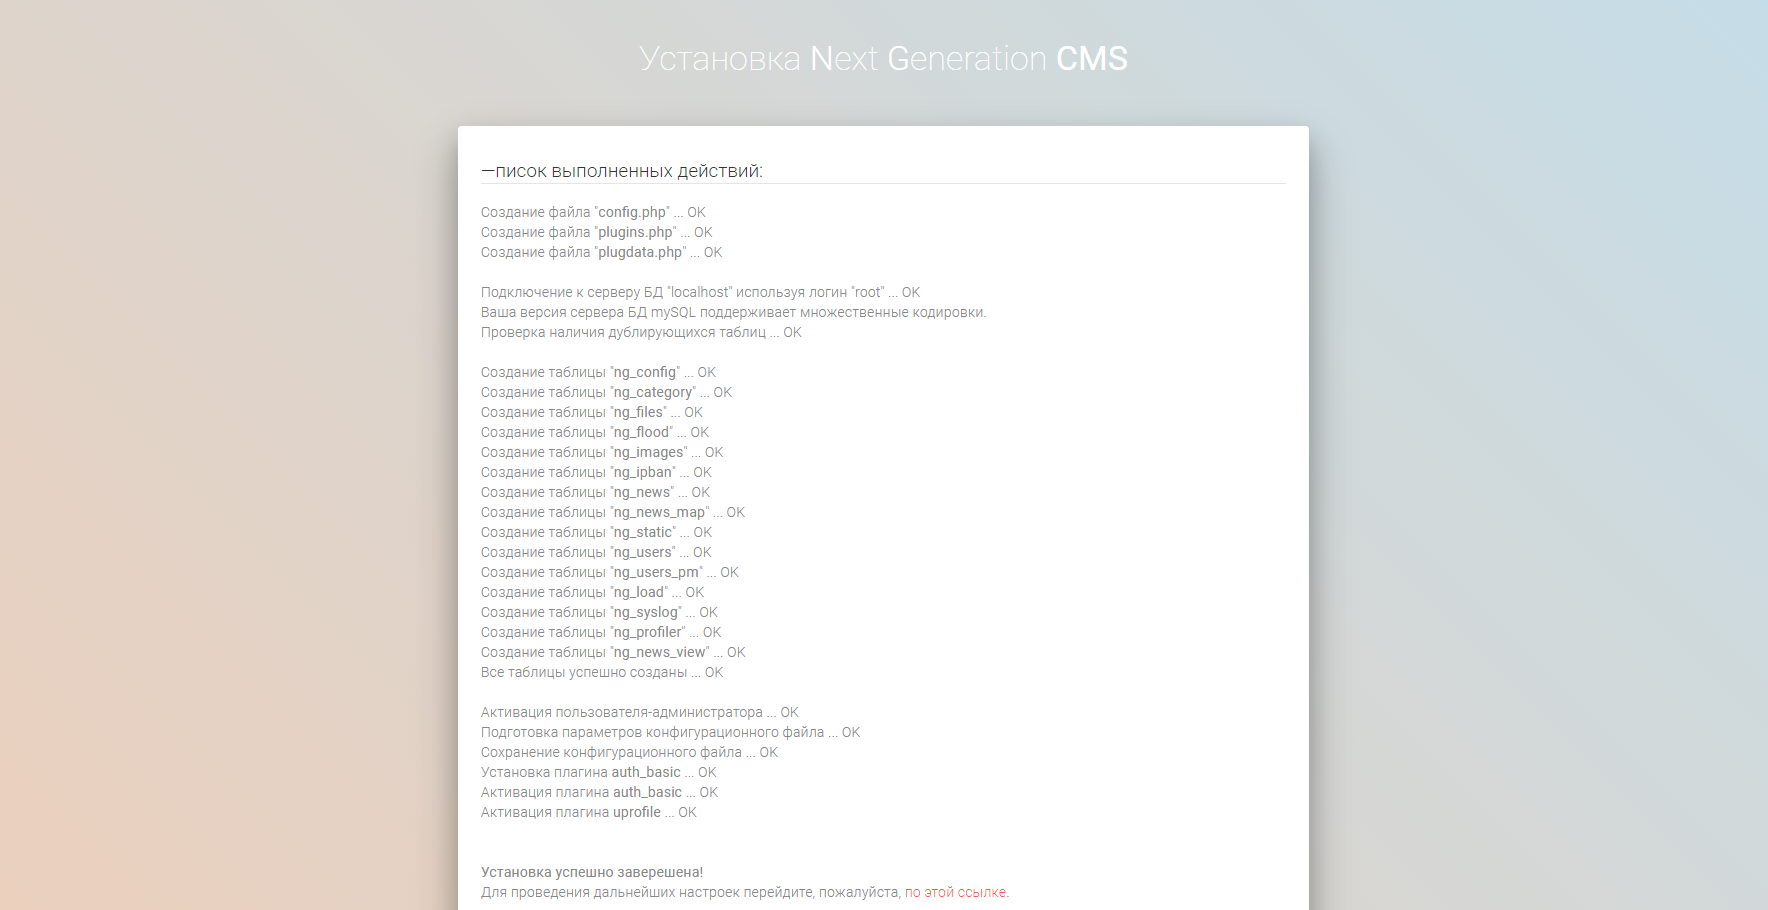 Установка Next Generation CMS
—писок выполненных действий:
Создание файла "config.php" ... OK
Создание файла "plugins.php" ... OK
Создание файла "plugdata.php" ... OK
Подключение к серверу БД "localhost" используя логин "root" ... OK
Ваша версия сервера БД mySQL поддерживает множественные кодировки.
Проверка наличия дублирующихся таблиц ... OK
Создание таблицы "ng_config" ... OK
Создание таблицы "ng_category" ... OK
Создание таблицы "ng_files" ... OK
Создание таблицы "ng_flood" ... OK
Создание таблицы "ng_images" ... OK
Создание таблицы "ng_ipban" ... OK
Создание таблицы "ng_news" ... OK
Создание таблицы "ng_news_map" ... OK
Создание таблицы "ng_static" ... OK
Создание таблицы "ng_users" ... OK
Создание таблицы "ng_users_pm" ... OK
Создание таблицы "ng_load" ... OK
Создание таблицы "ng_syslog" ... OK
Создание таблицы "ng_profiler" ... OK
Создание таблицы "ng_news_view" ... OK
Все таблицы успешно созданы ... OK
Активация пользователя-администратора ... OK
Подготовка параметров конфигурационного файла ... OK
Сохранение конфигурационного файла ... OK
Установка плагина auth_basic ... OK
Активация плагина auth_basic ... OK
Активация плагина uprofile ... OK
Установка успешно заверешена!
Для проведения дальнейших настроек перейдите, пожалуйста, по этой ссылке.